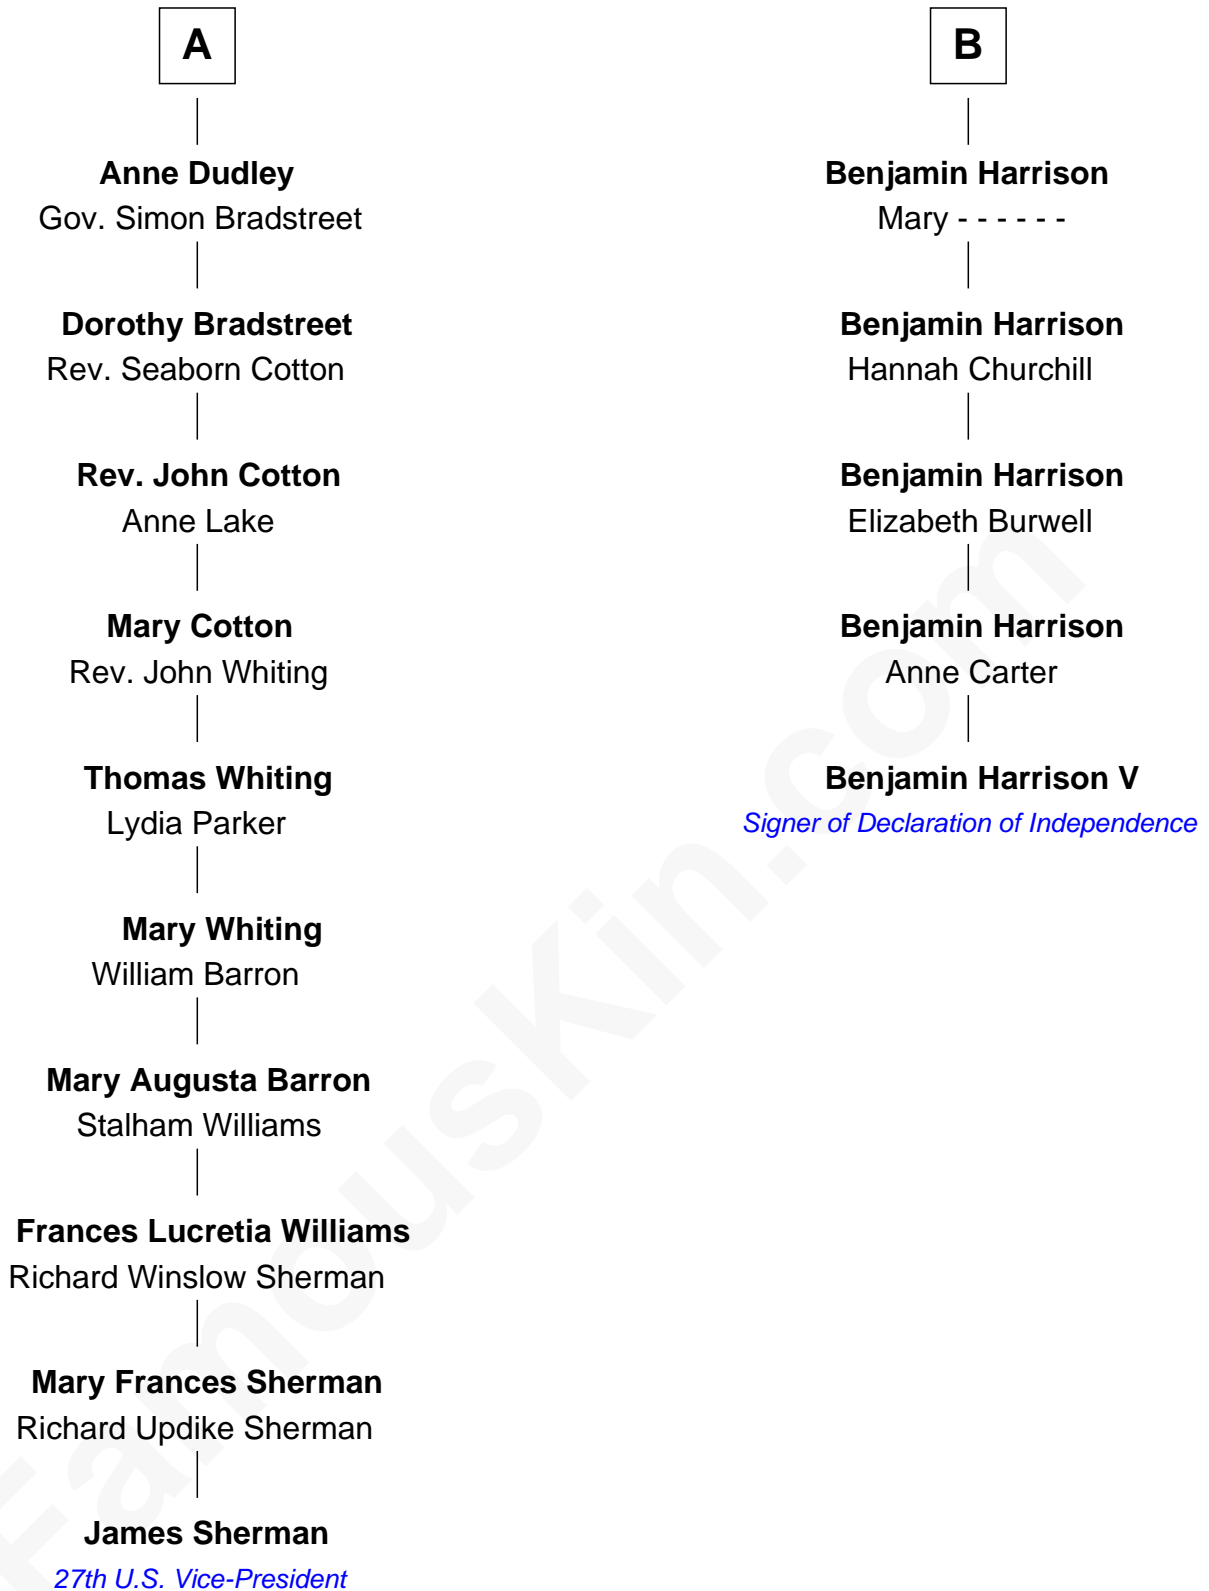 A
Anne Dudley
Gov. Simon Bradstreet
Dorothy Bradstreet
Rev. Seaborn Cotton
Rev. John Cotton
Anne Lake
Mary Cotton
Rev. John Whiting
Thomas Whiting
Lydia Parker
Mary Whiting
William Barron
Mary Augusta Barron
Stalham Williams
Frances Lucretia Williams
Richard Winslow Sherman
Mary Frances Sherman
Richard Updike Sherman
James Sherman
27th U.S. Vice-President
B
Benjamin Harrison
Mary - - - - - -
Benjamin Harrison
Hannah Churchill
Benjamin Harrison
Elizabeth Burwell
Benjamin Harrison
Anne Carter
Benjamin Harrison V
Signer of Declaration of Independence
FamousKin.com